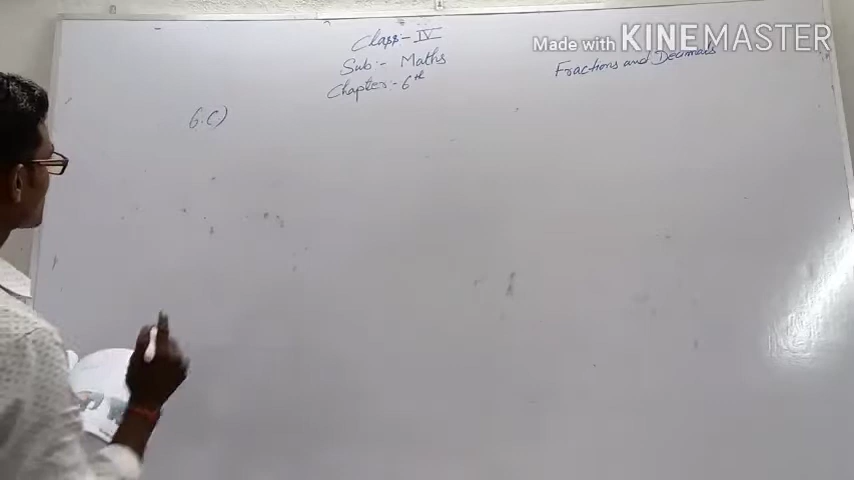 Class:- IV
Sub:- Maths
Chapter:- 6th
Fractions and Decimals
6.C)
Made with KINEMASTER